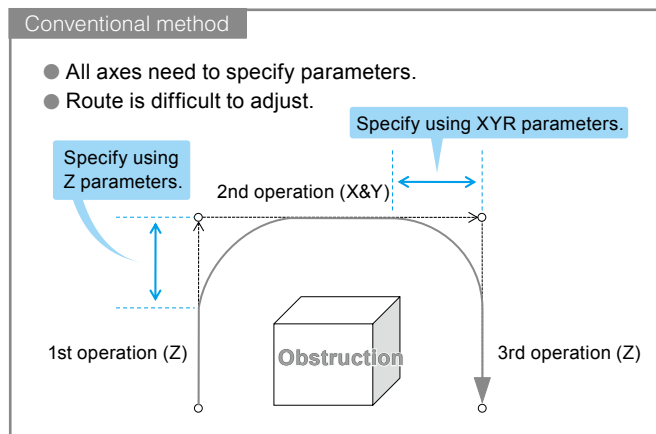 Conventional method
● All axes need to specify parameters.
● Route is difficult to adjust.
Specify using XYR parameters.
Specify using
Z parameters.
2nd operation (X&Y)
1st operation (Z)
Obstruction
3rd operation (Z)